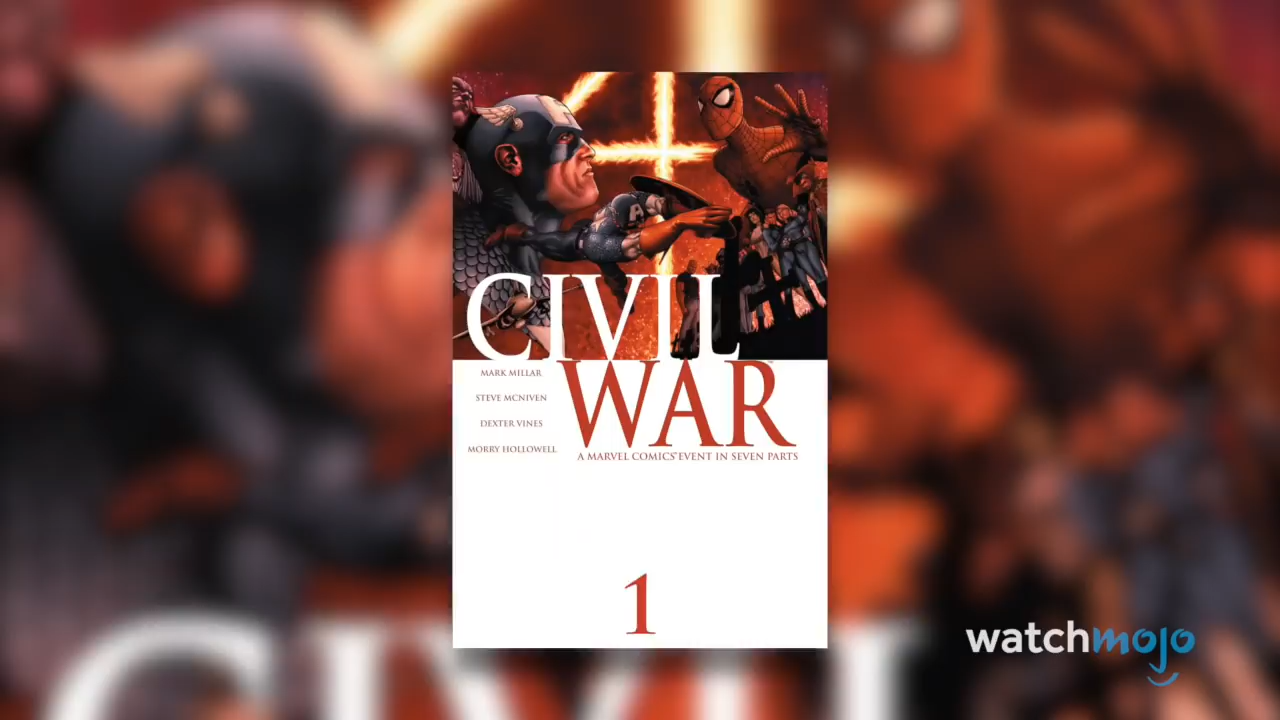 CIVIL
WAR
MARK MILLAR
STEVE MCNIVEN
DEXTER VINES
MORRY HOLLOWELL
A MARVEL COMICS EVENT IN SEVEN PARTS
1
watchmojo